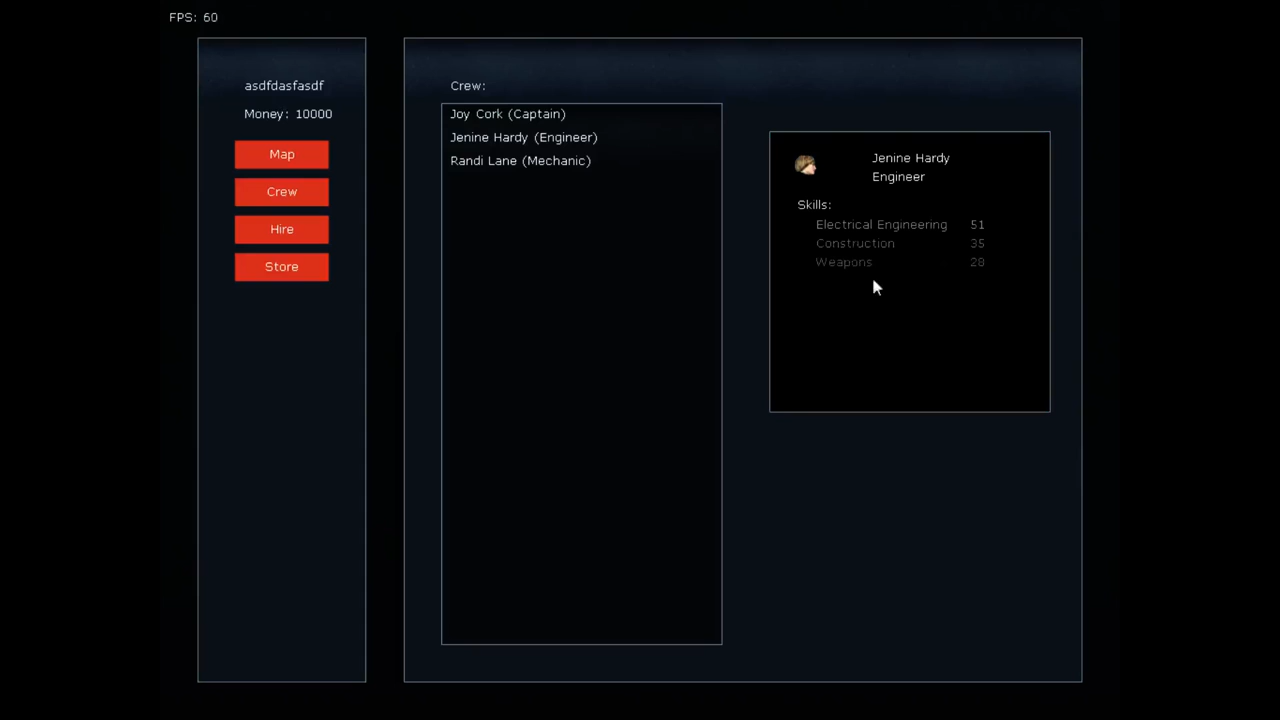 FPS: 60
asdfdasfasdf
Money: 10000
Map
Crew
Hire
Store
Crew:
Joy Cork (Captain)
Jenine Hardy (Engineer)
Randi Lane (Mechanic)
Jenine Hardy
Engineer
Skills:
Electrical Engineering 51
Construction 35
Weapons 28